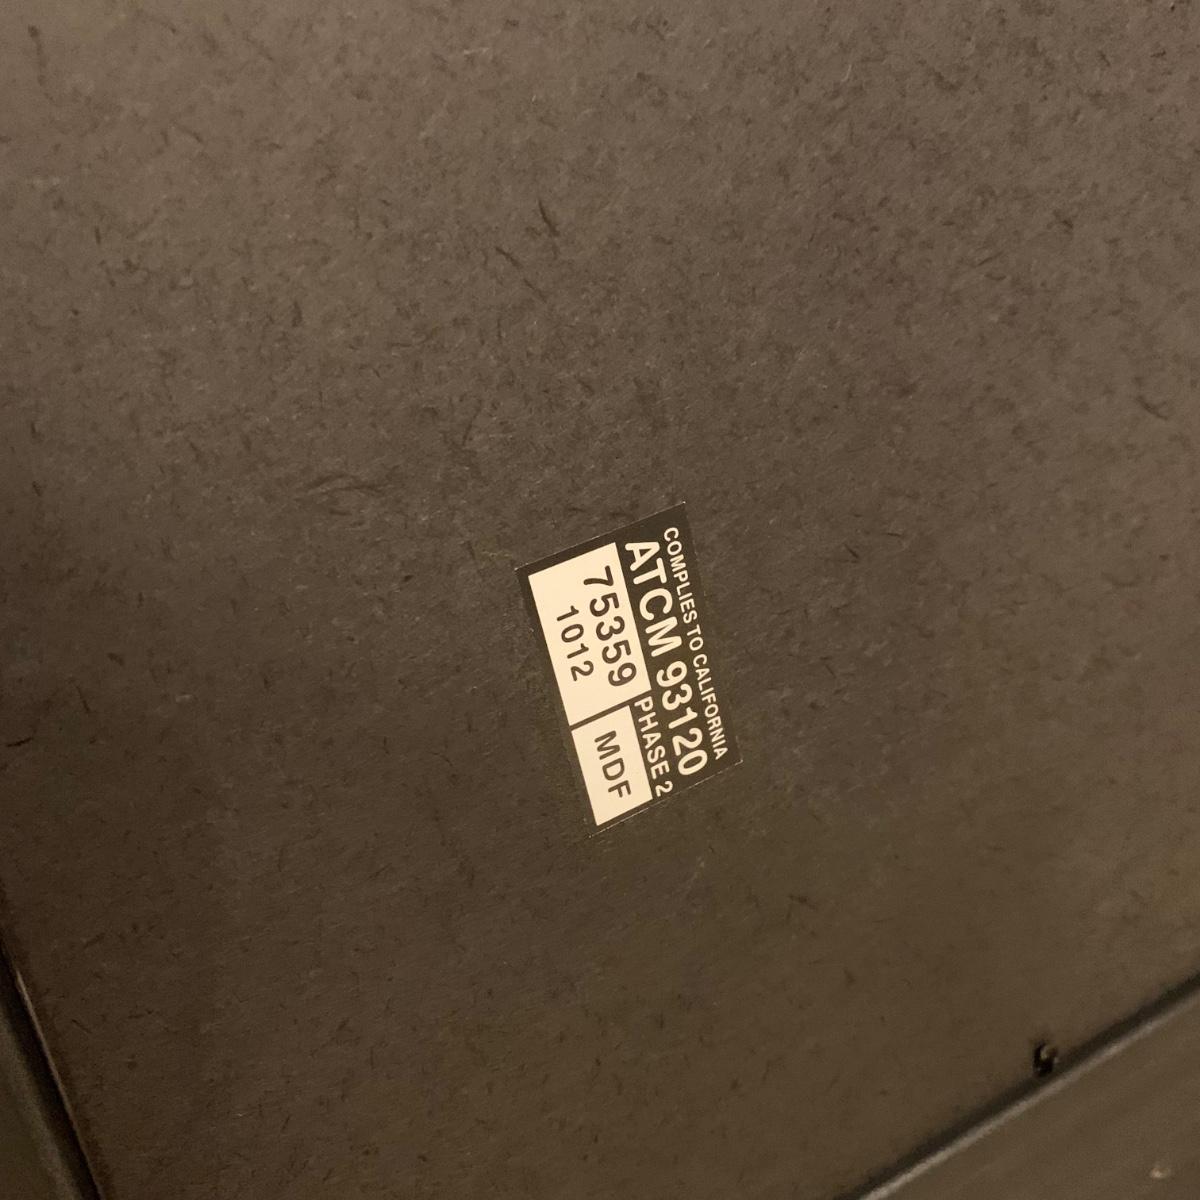 COMPLIES TO CALIFORNIA
ATCM 93120
PHASE 2
75359
1012
MDF